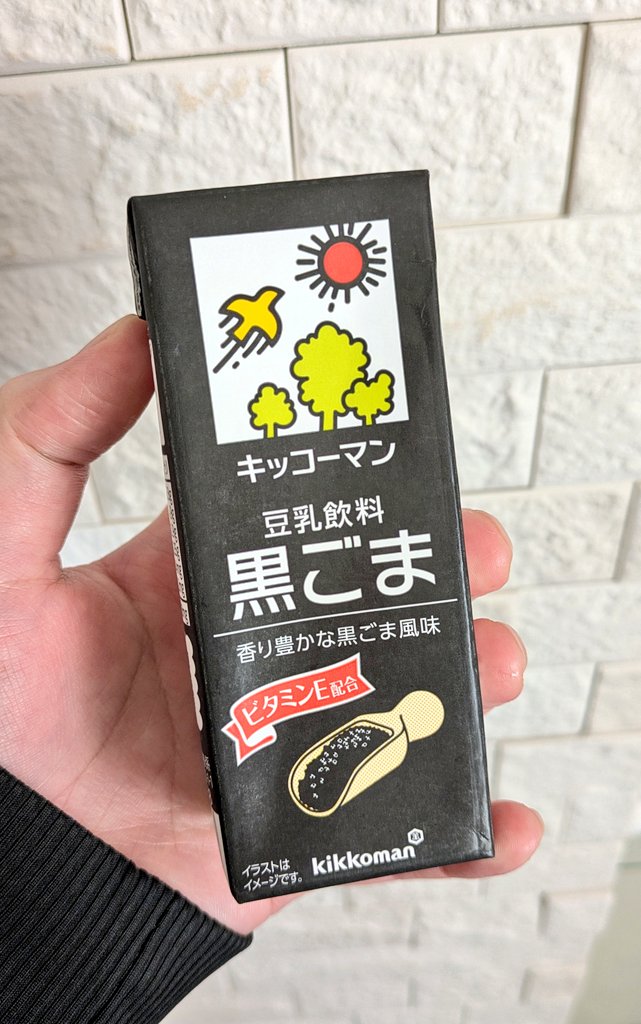 キッコーマン
豆乳飲料
黒ごま
香り豊かな黒ごま風味
ビタミンE配合
イラストは
イメージです。
kikkoman